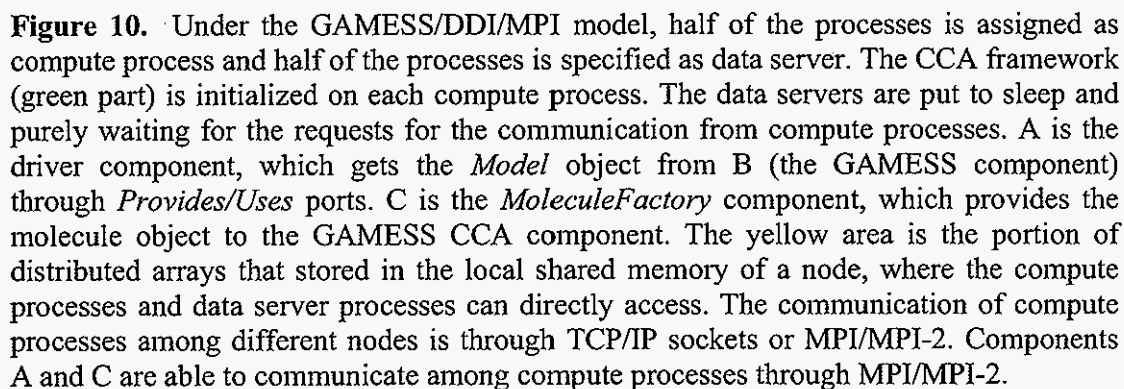 Figure 10. Under the GAMESS/DDI/MPI model, half of the processes is assigned as
compute process and half of the processes is specified as data server. The CCA framework
(green part) is initialized on each compute process. The data servers are put to sleep and
purely waiting for the requests for the communication from compute processes. A is the
driver component, which gets the Model object from B (the GAMESS component)
through Provides/Uses ports. C is the MoleculeFactory component, which provides the
molecule object to the GAMESS CCA component. The yellow area is the portion of
distributed arrays that stored in the local shared memory of a node, where the compute
processes and data server processes can directly access. The communication of compute
processes among different nodes is through TCP/IP sockets or MPI/MPI-2. Components
A and C are able to communicate among compute processes through MPI/MPI-2.